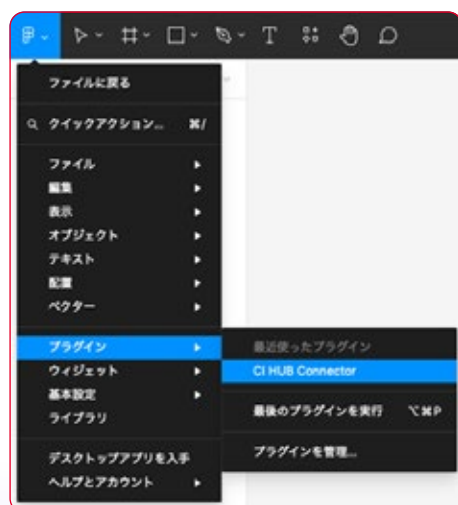 ファイルに戻る
クイックアクション... ⌘/
ファイル
編集
表示
オブジェクト
テキスト
配置
ベクター
プラグイン
ウィジェット
基本設定
ライブラリ
デスクトップアプリを入手
ヘルプとアカウント
最近使ったプラグイン
CI HUB Connector
最後のプラグインを実行 ⌥⌘P
プラグインを管理...